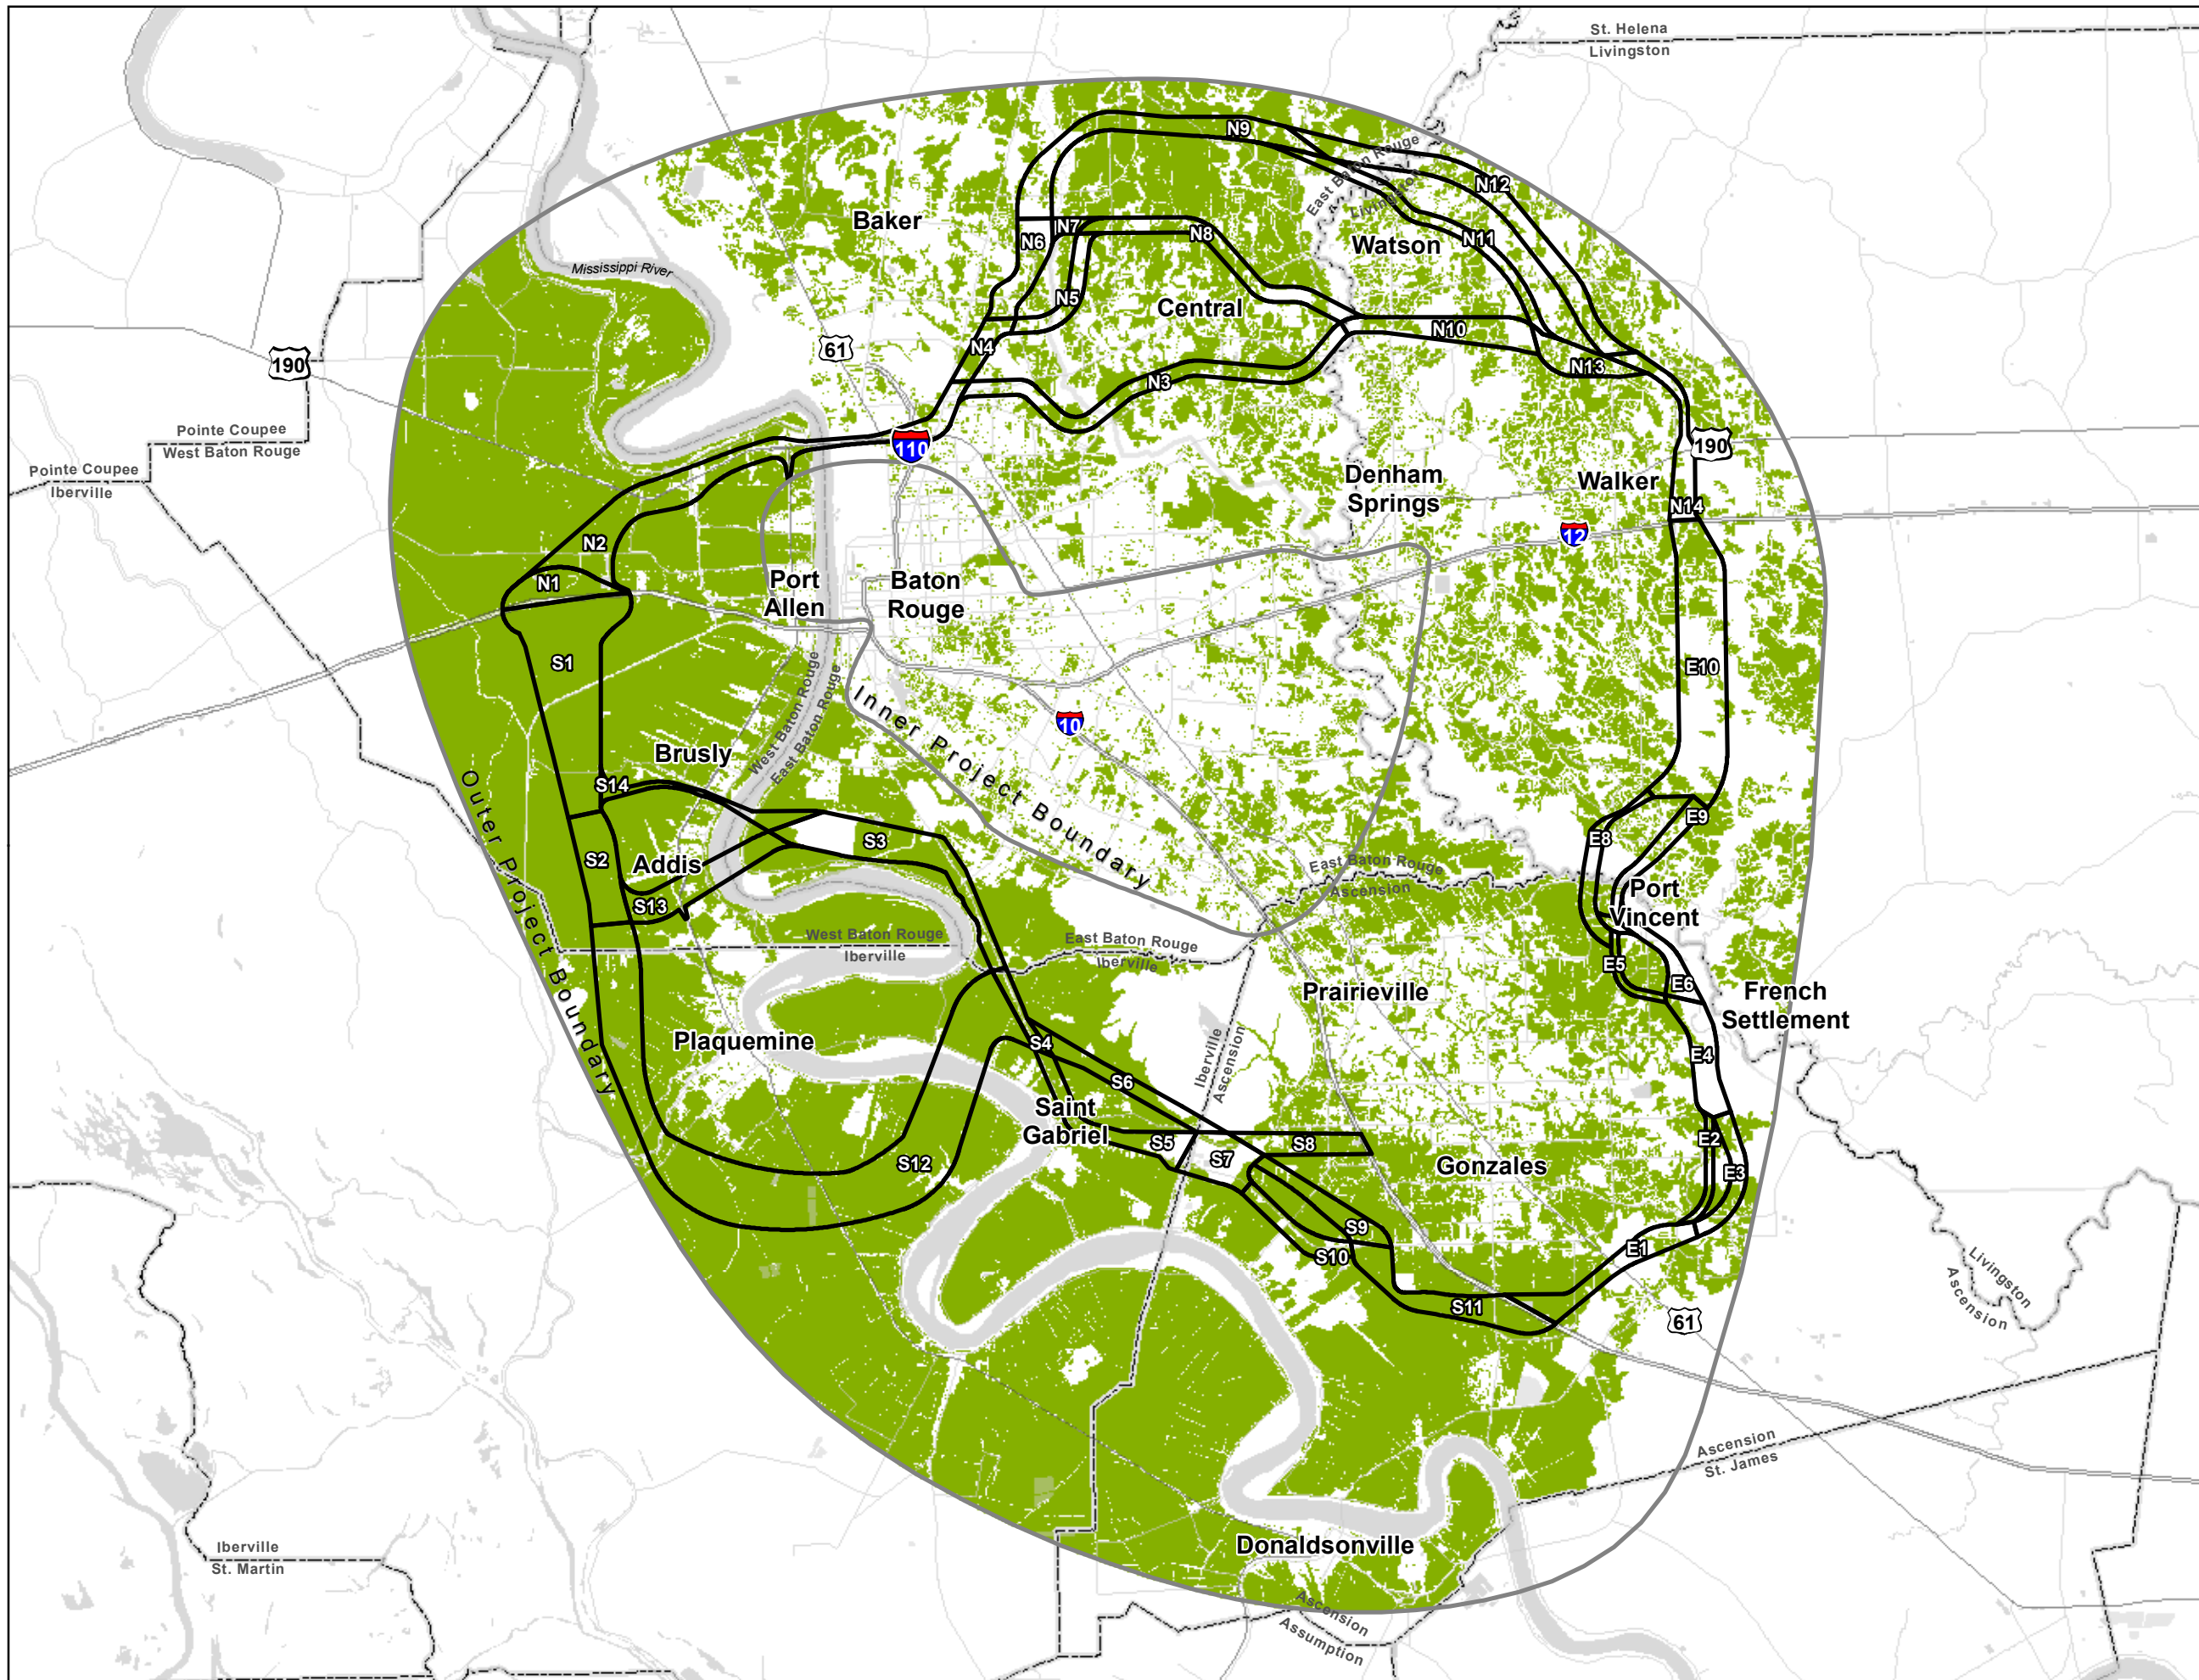 St. Helena
Livingston
N9
East Baton Rouge
Livingston
N12
Baker
N7
N6
N8
N11
Watson
Mississippi River
N5
Central
61
N4
N10
190
N13
N3
Pointe Coupee
West Baton Rouge
110
190
Pointe Coupee
Iberville
Denham
Springs
Walker
N14
12
N2
N1
Port
Allen
Baton
Rouge
S1
E10
West Baton Rouge
East Baton Rouge
10
Inner Project Boundary
Brusly
S14
Outer Project Boundary
S3
E9
E8
S2
Addis
East Baton Rouge
Ascension
Port
Vincent
S13
West Baton Rouge
Iberville
East Baton Rouge
Iberville
E5
E6
Prairieville
French
Settlement
Plaquemine
S4
E4
Iberville
Ascension
S6
Saint
Gabriel
S5
S7
S8
E2
S12
Gonzales
E3
S9
S10
E1
Livingston
Ascension
S11
61
Ascension
St. James
Donaldsonville
Iberville
St. Martin
Ascension
Assumption